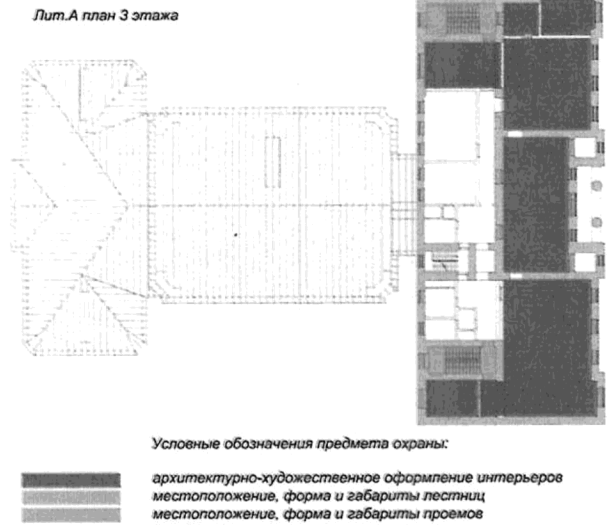 Лит.А план 3 этажа
Условные обозначения предмета охраны:
архитектурно-художественное оформление интерьеров
местоположение, форма и габариты лестниц
местоположение, форма и габариты проемов